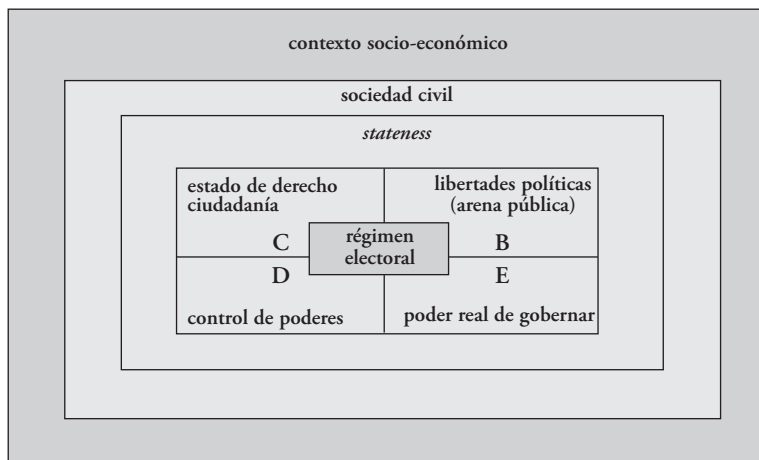 contexto socio-económico
sociedad civil
stateness
estado de derecho
ciudadanía
libertades políticas
(arena pública)
C
régimen
electoral
B
D
E
control de poderes
poder real de gobernar